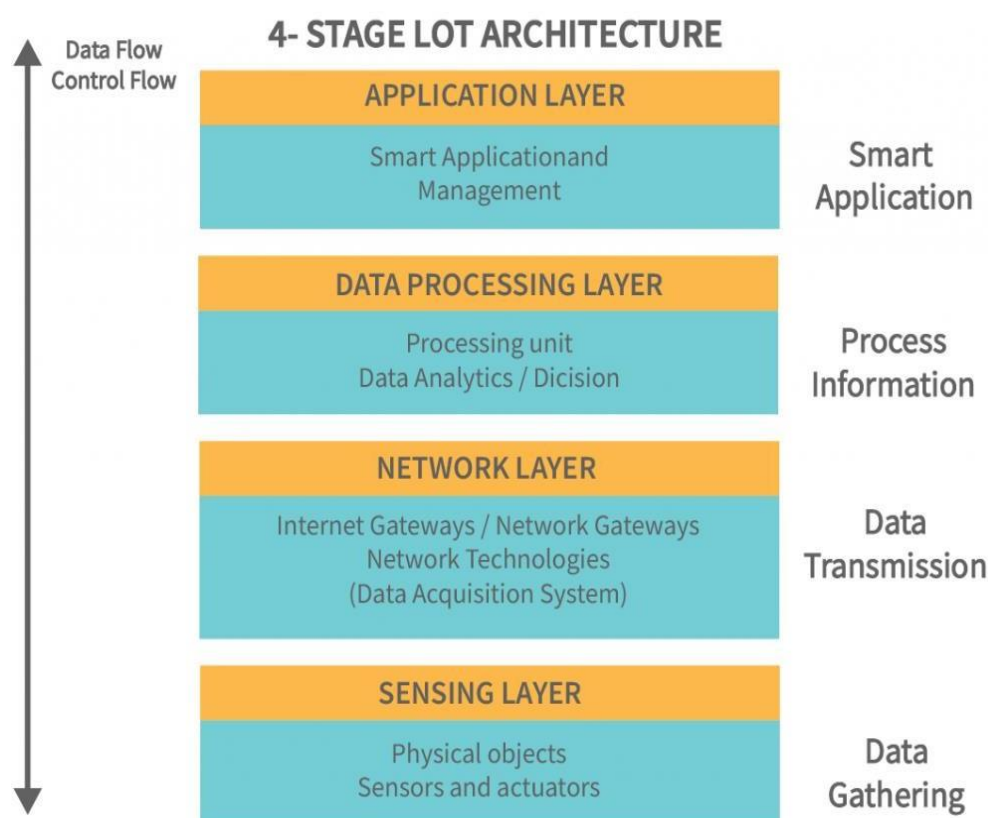 4- STAGE LOT ARCHITECTURE
Data Flow
Control Flow
APPLICATION LAYER
Smart Applicationand
Management
Smart
Application
DATA PROCESSING LAYER
Processing unit
Data Analytics / Dicision
Process
Information
NETWORK LAYER
Internet Gateways / Network Gateways
Network Technologies
(Data Acquisition System)
Data
Transmission
SENSING LAYER
Physical objects
Sensors and actuators
Data
Gathering